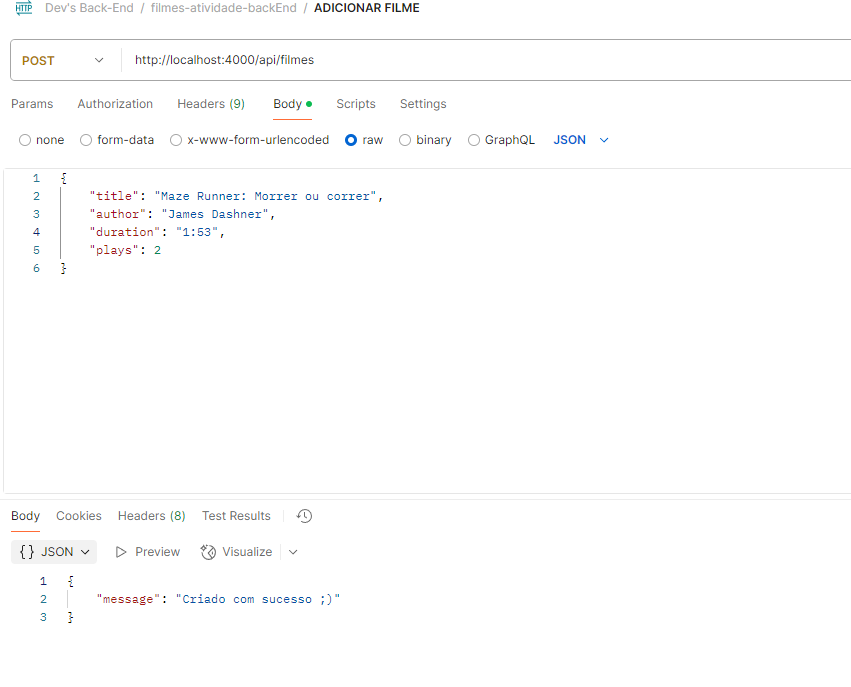 HTTP Dev's Back-End / filmes-atividade-backEnd / ADICIONAR FILME
POST http://localhost:4000/api/filmes
Params Authorization Headers (9) Body Scripts Settings
none form-data x-www-form-urlencoded raw binary GraphQL JSON
1 {
2 "title": "Maze Runner: Morrer ou correr",
3 "author": "James Dashner",
4 "duration": "1:53",
5 "plays": 2
6 }
Body Cookies Headers (8) Test Results
{} JSON Preview Visualize
1 {
2 "message": "Criado com sucesso ;)"
3 }